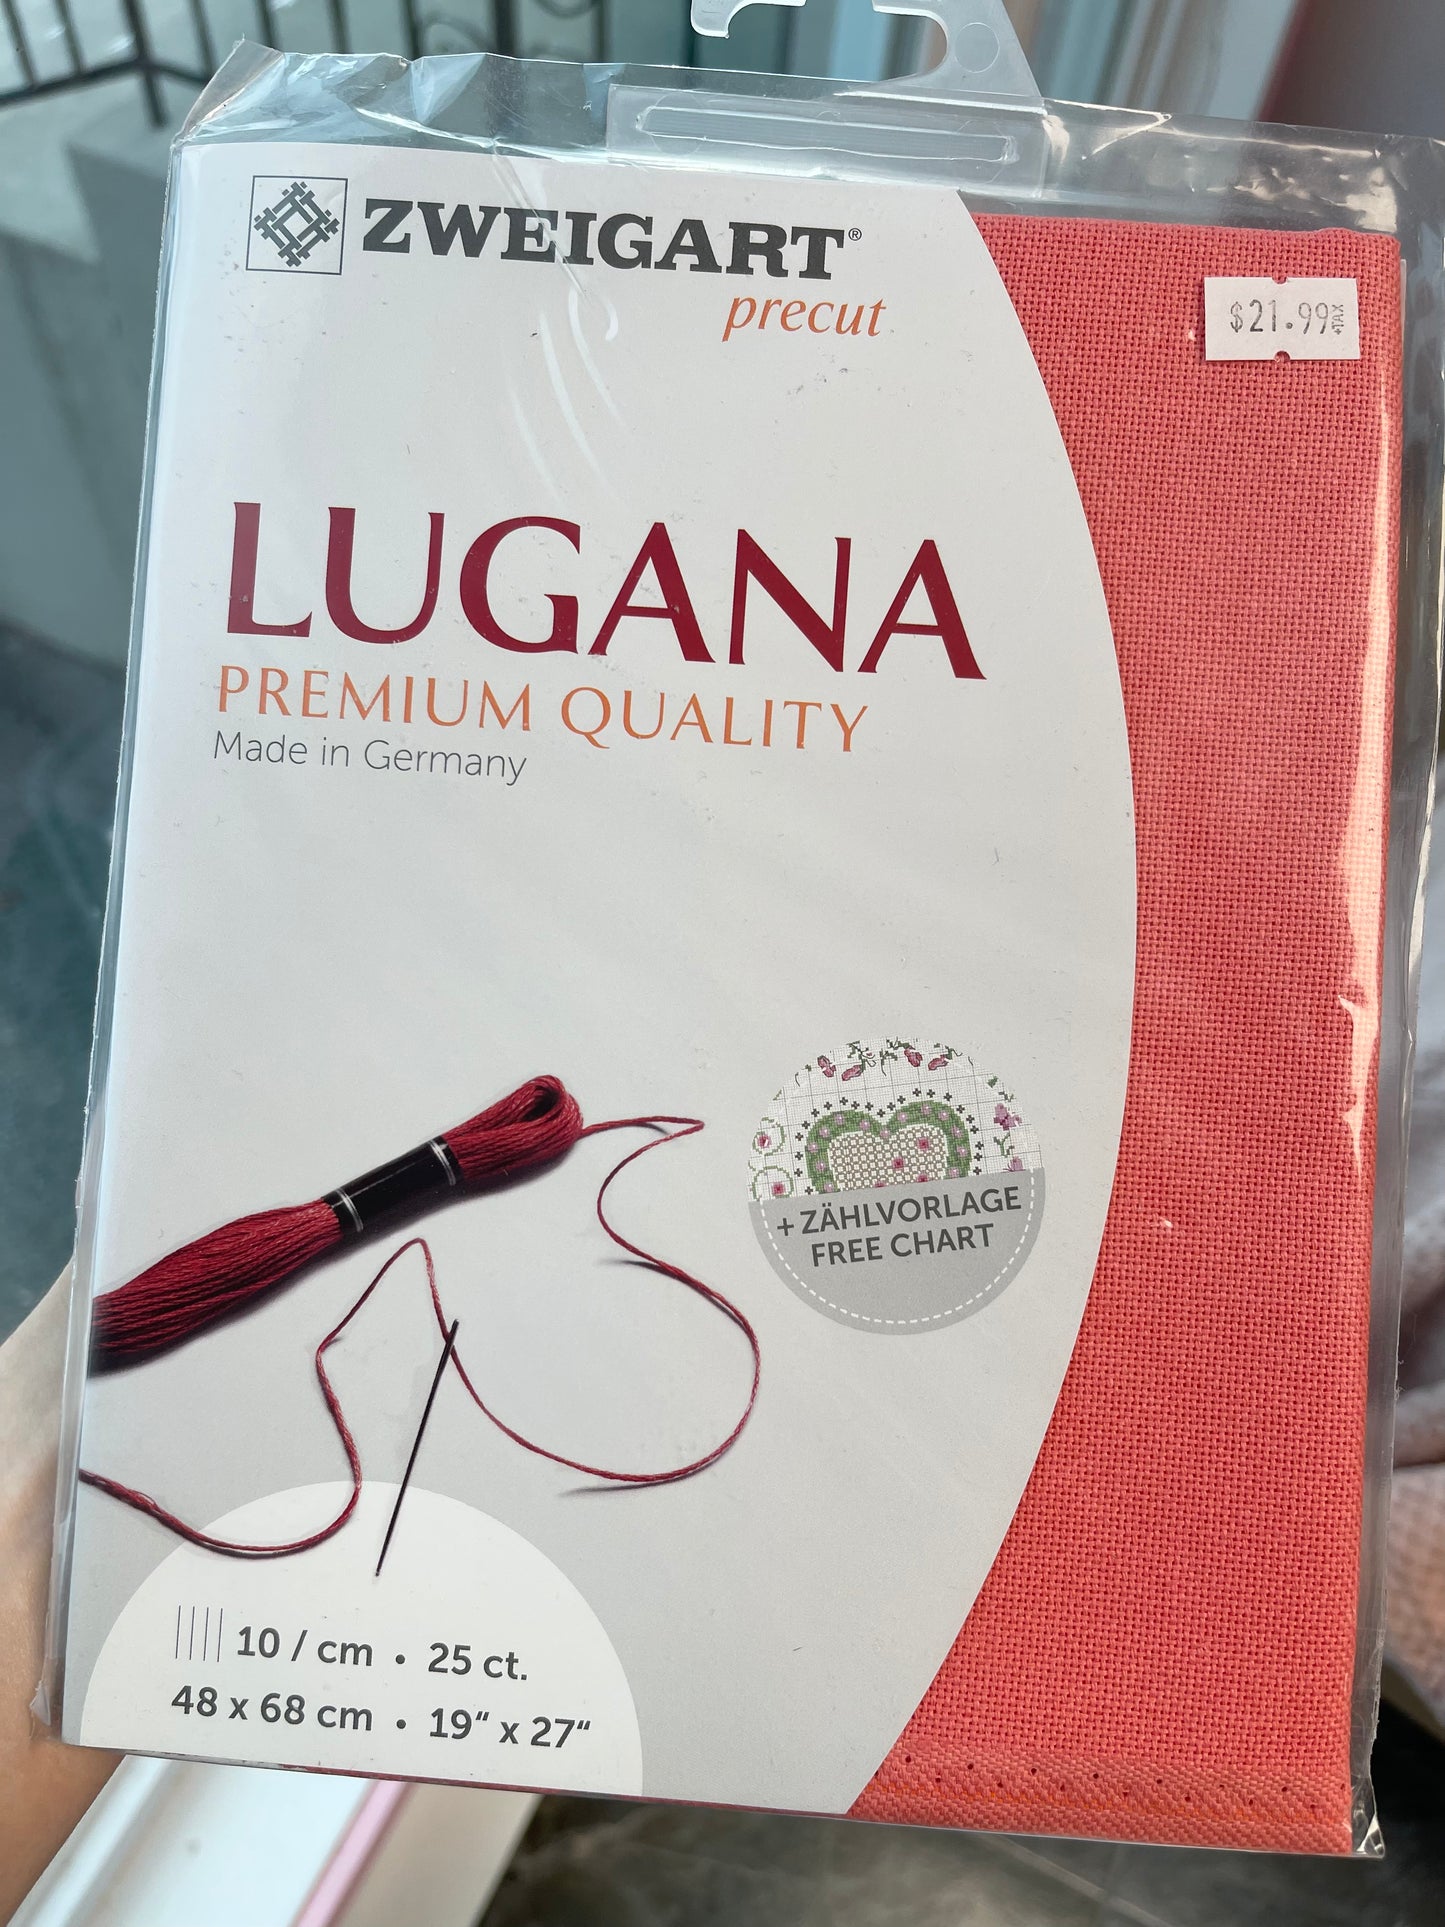 ZWEIGART®
precut
$21.99 +TAX
LUGANA
PREMIUM QUALITY
Made in Germany
+ ZÄHLVORLAGE
FREE CHART
10 / cm • 25 ct.
48 x 68 cm • 19“ x 27“